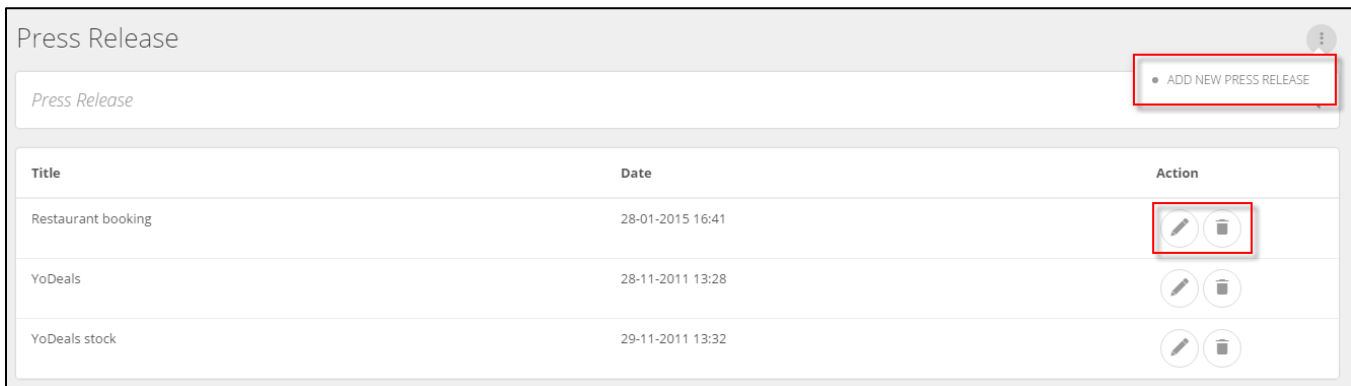 Press Release
ADD NEW PRESS RELEASE
Press Release
Title Date Action
Restaurant booking 28-01-2015 16:41
YoDeals 28-11-2011 13:28
YoDeals stock 29-11-2011 13:32